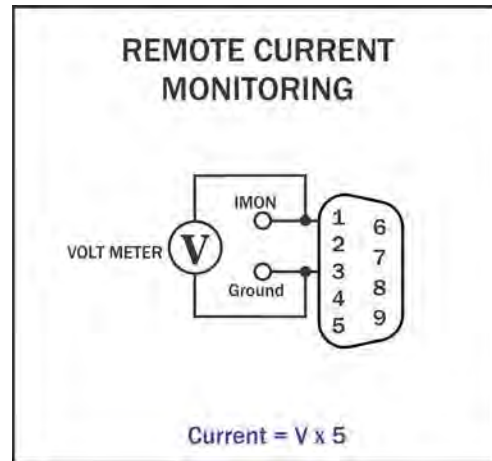 REMOTE CURRENT
MONITORING
IMON
VOLT METER
V
Ground
1
6
2
7
3
8
4
9
5
Current = V x 5